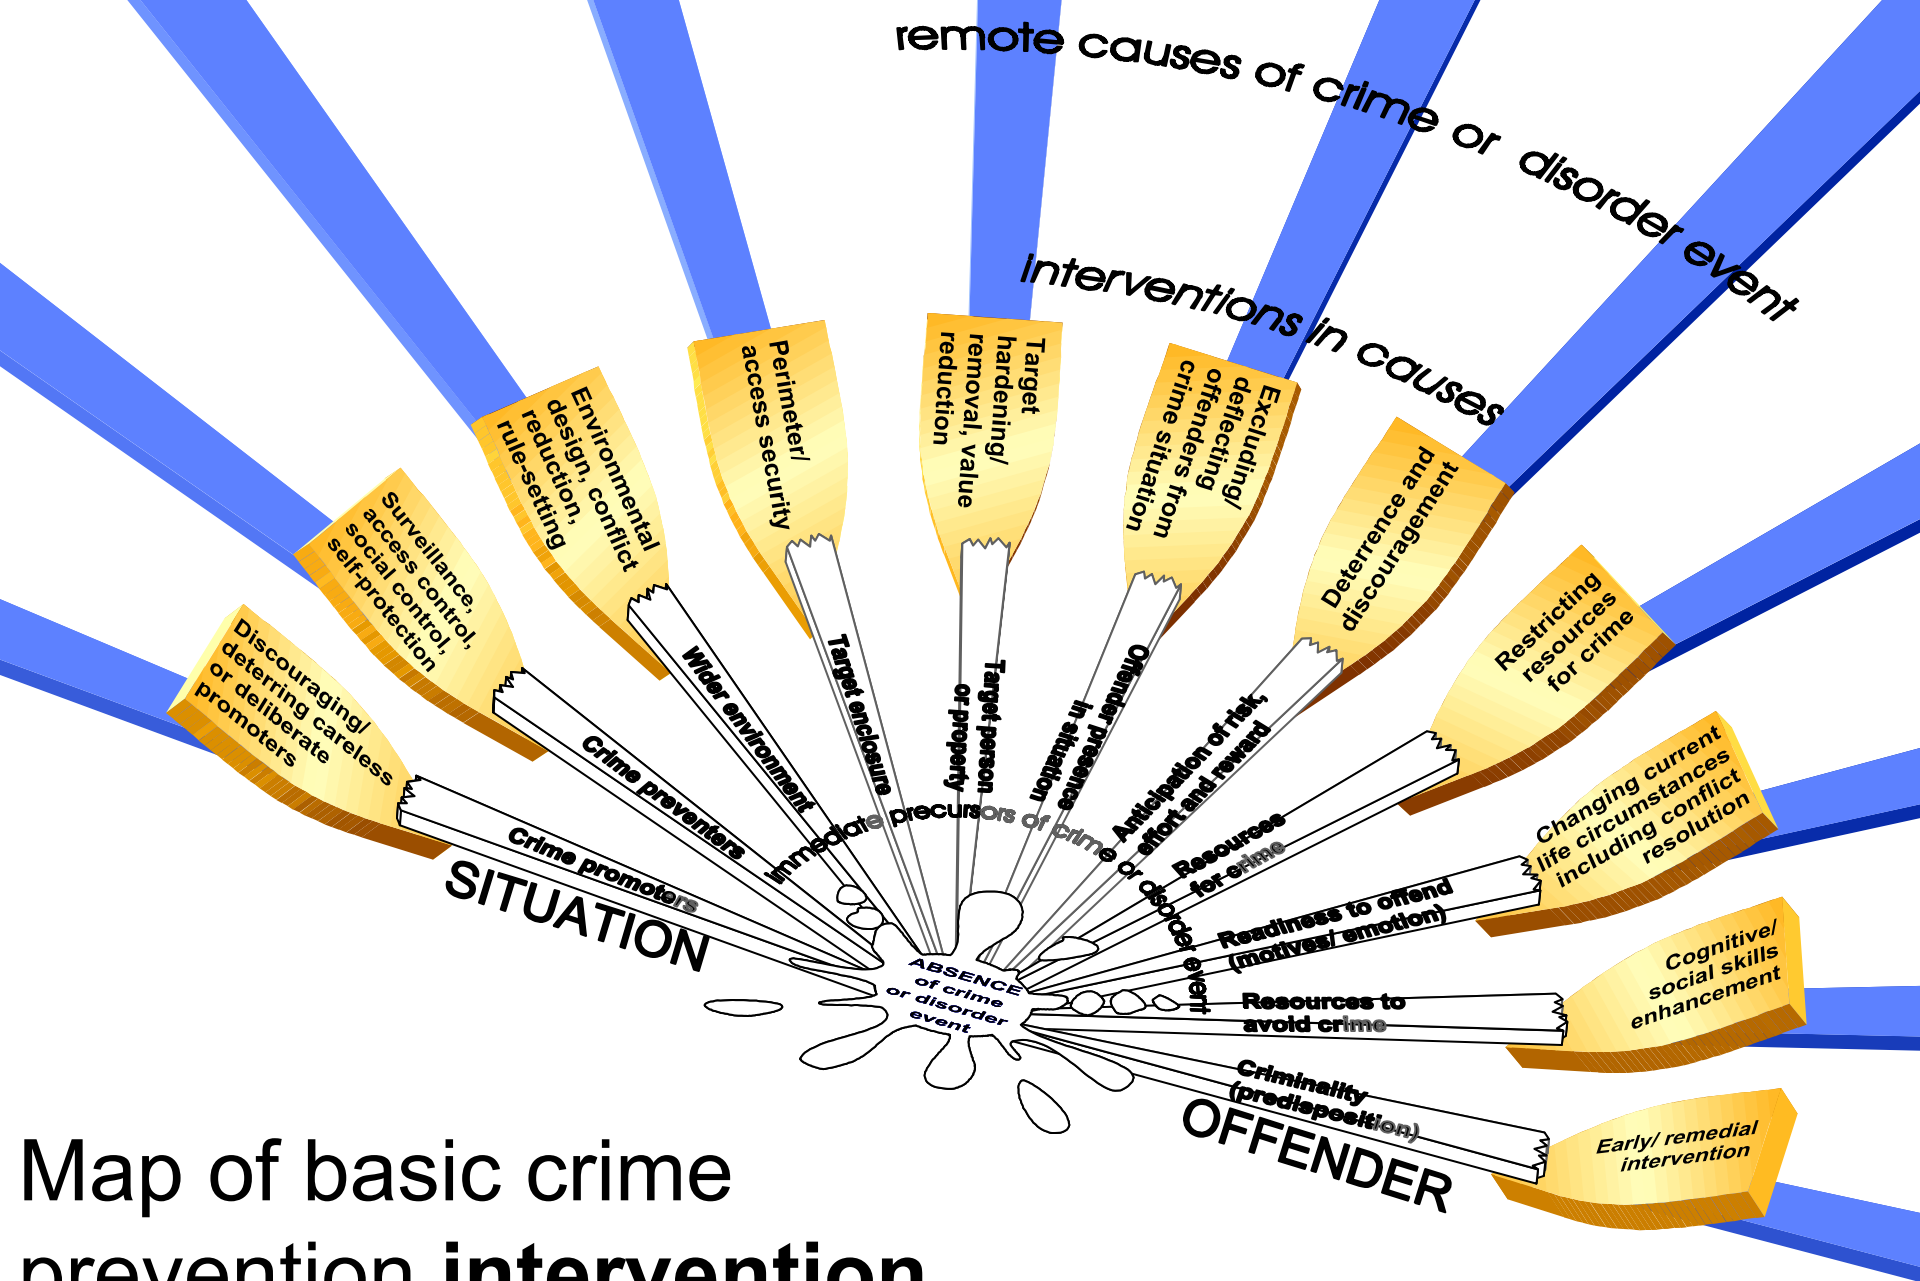 remote causes of crime or disorder event
interventions in causes
Discouraging/
deterring careless
or deliberate
promoters
Surveillance,
access control,
social control,
self-protection
Environmental
design, conflict
reduction,
rule-setting
Perimeter/
access security
Target
hardening/
removal, value
reduction
Excluding/
deflecting
offenders from
crime situation
Deterrence and
discouragement
Restricting
resources
for crime
Changing current
life circumstances
including conflict
resolution
Cognitive/
social skills
enhancement
Early/ remedial
intervention
Crime promoters
Crime preventers
Wider environment
Target enclosure
Target person
or property
Offender presence
in situation
Anticipation of risk,
effort and reward
Resources
for crime
Readiness to offend
(motives/ emotion)
Resources to
avoid crime
Criminality
(predisposition)
immediate precursors of crime or disorder event
SITUATION
OFFENDER
ABSENCE
of crime
or disorder
event
Map of basic crime
prevention intervention